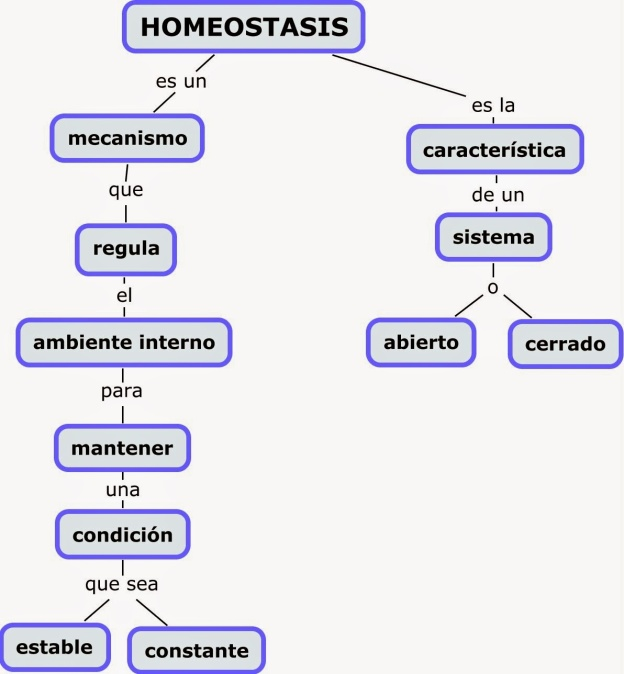 HOMEOSTASIS
es un
mecanismo
que
regula
el
ambiente interno
para
mantener
una
condición
que sea
estable
constante
es la
característica
de un
sistema
o
abierto
cerrado